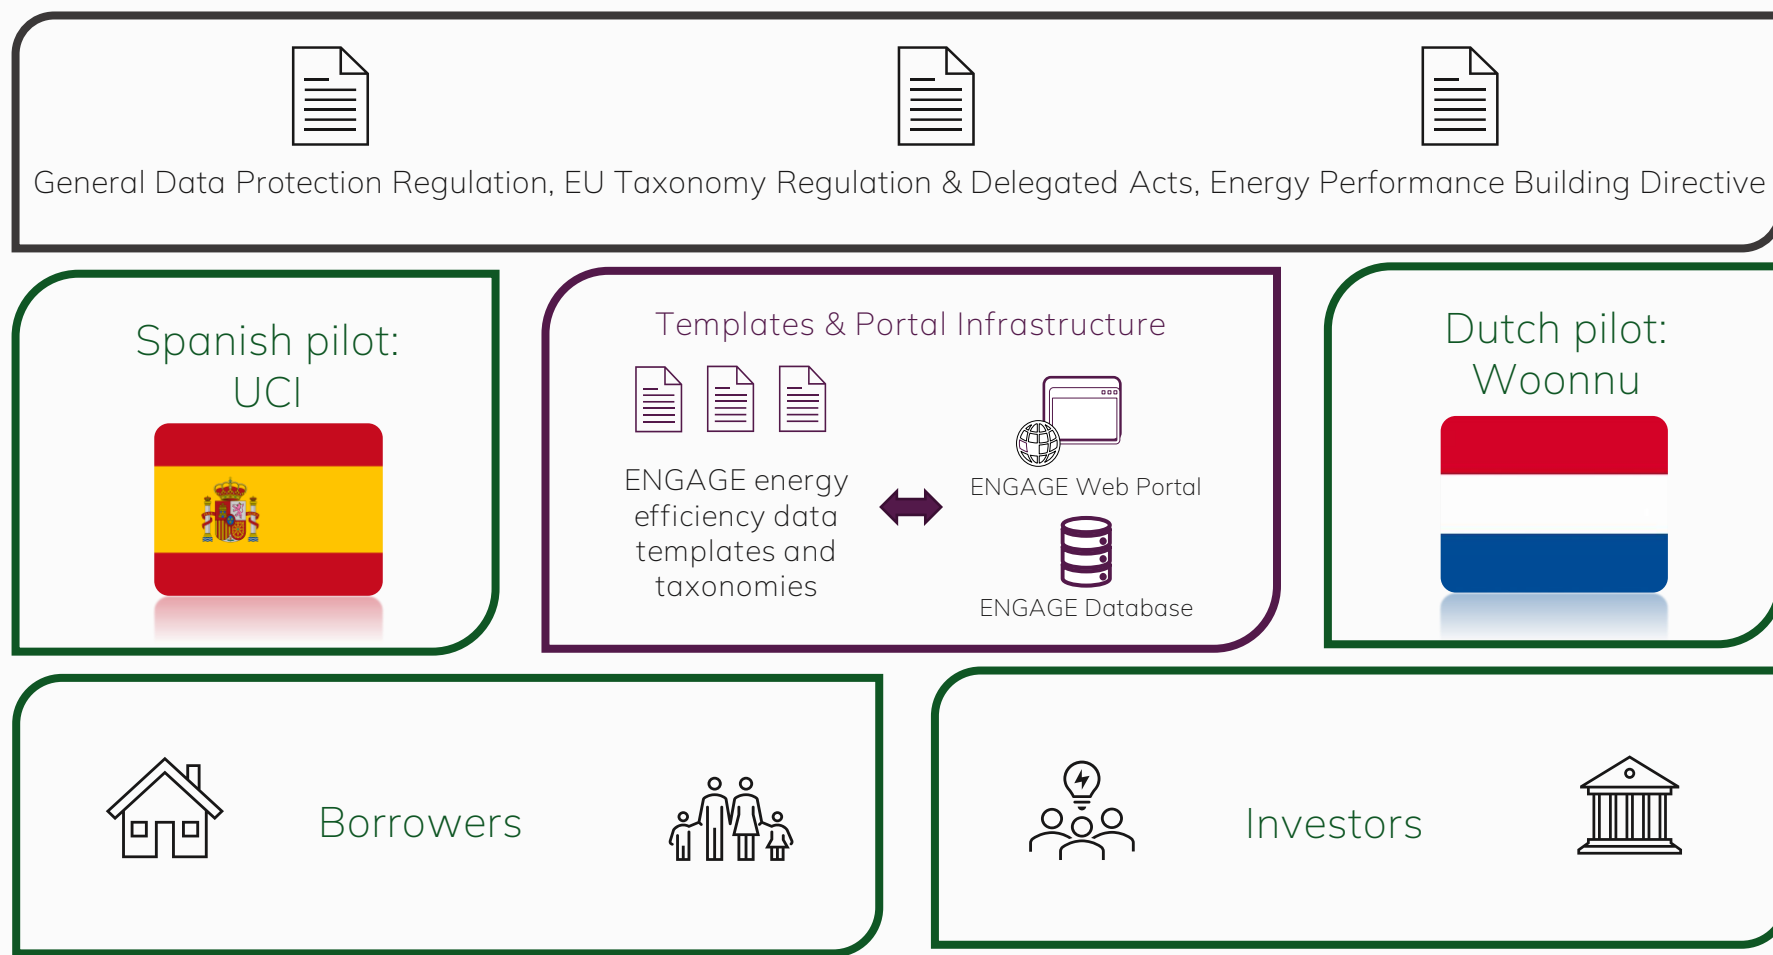 General Data Protection Regulation, EU Taxonomy Regulation & Delegated Acts, Energy Performance Building Directive
Spanish pilot:
UCI
Templates & Portal Infrastructure
ENGAGE energy
efficiency data
templates and
taxonomies
ENGAGE Web Portal
ENGAGE Database
Dutch pilot:
Woonnu
Borrowers
Investors